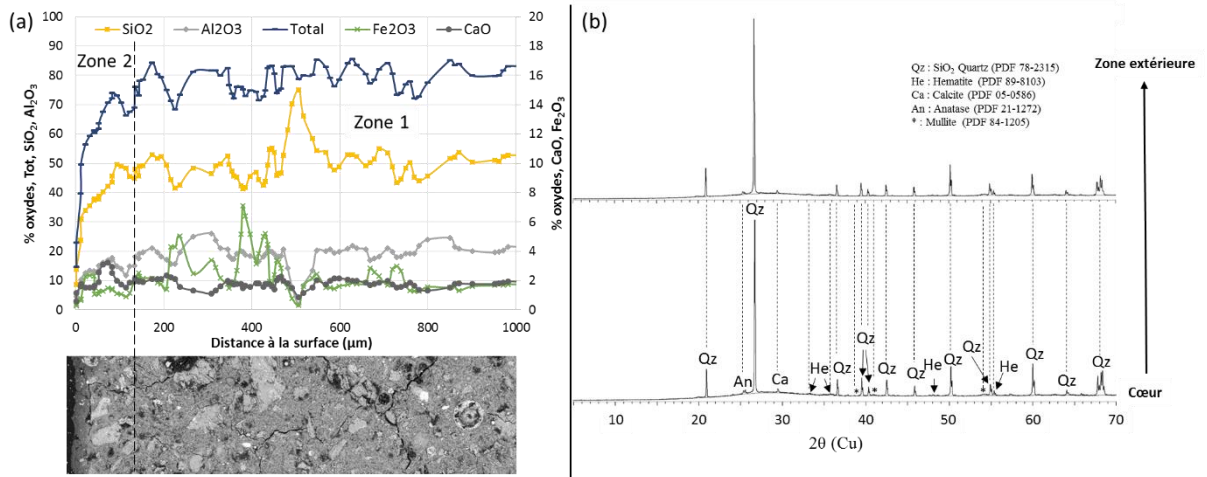 (a)
SiO2 Al2O3 Total Fe2O3 CaO
Zone 2
Zone 1
% oxydes, Tot, SiO2, Al2O3
100
90
80
70
60
50
40
30
20
10
0
20
18
16
14
12
10
8
6
4
2
0
% oxydes, CaO, Fe2O3
0 200 400 600 800 1000
Distance à la surface (µm)
(b)
Qz : SiO2 Quartz (PDF 78-2315)
He : Hematite (PDF 89-8103)
Ca : Calcite (PDF 05-0586)
An : Anatase (PDF 21-1272)
* : Mullite (PDF 84-1205)
Zone extérieure
Qz
Qz An Ca He Qz * Qz * Qz Qz He Qz * Qz He Qz Qz Qz
Cœur
10 20 30 40 50 60 70
2θ (Cu)